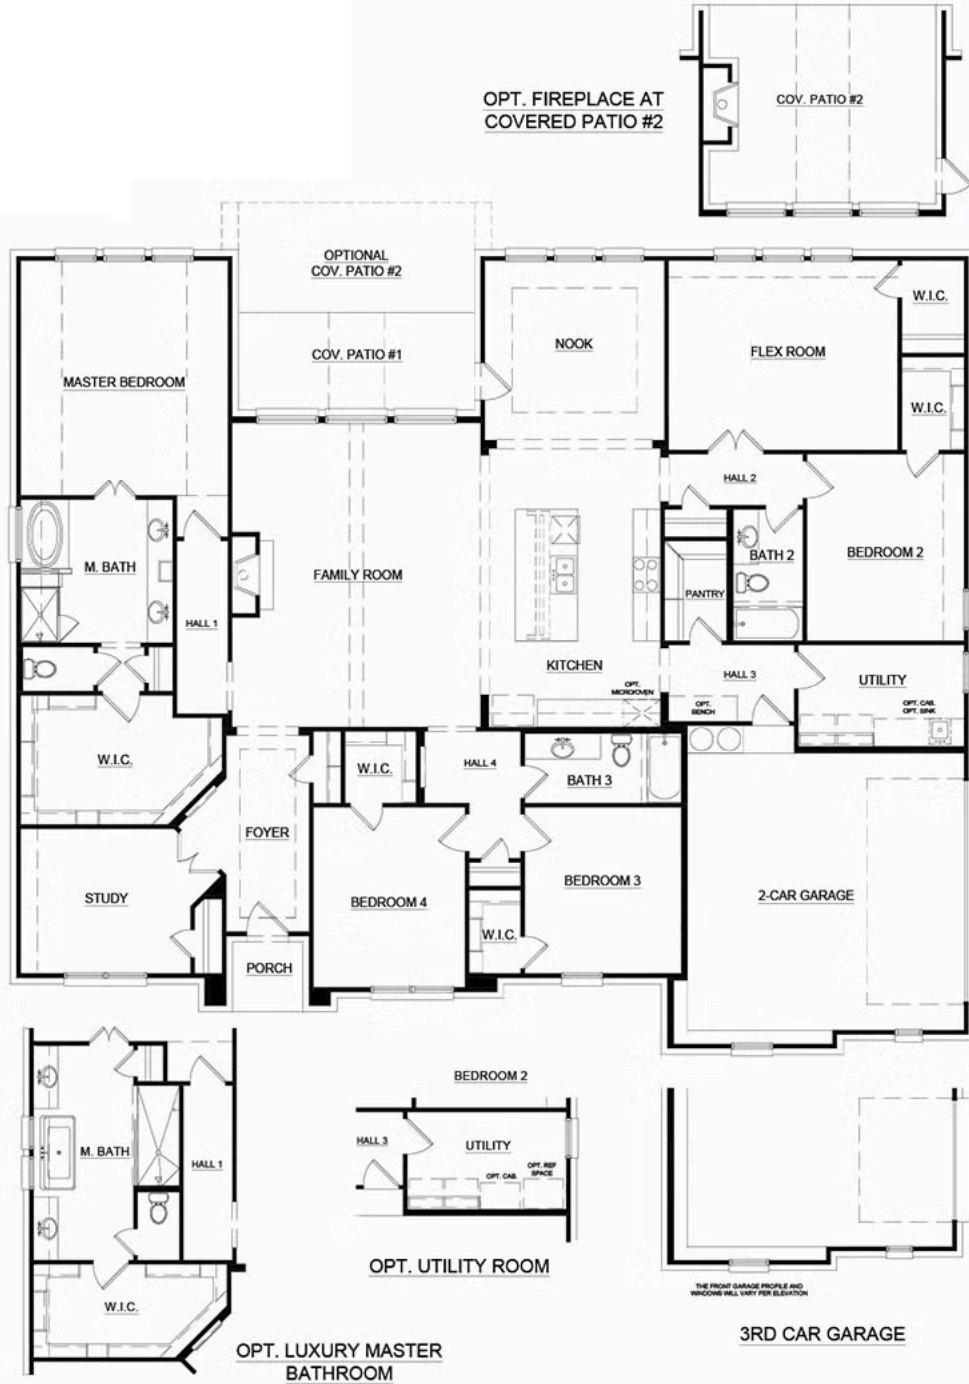 OPT. FIREPLACE AT
COVERED PATIO #2
COV. PATIO #2
OPTIONAL
COV. PATIO #2
COV. PATIO #1
NOOK
FLEX ROOM
W.I.C.
MASTER BEDROOM
W.I.C.
HALL 2
M. BATH
FAMILY ROOM
BATH 2
BEDROOM 2
PANTRY
HALL 1
KITCHEN
HALL 3
UTILITY
OPT.
MICRO/OVEN
OPT.
BENCH
OPT. CAB.
OPT. SINK
W.I.C.
W.I.C.
HALL 4
BATH 3
FOYER
STUDY
BEDROOM 4
BEDROOM 3
2-CAR GARAGE
W.I.C.
PORCH
BEDROOM 2
HALL 3
UTILITY
OPT. CAB.
OPT. REF
SPACE
M. BATH
HALL 1
W.I.C.
OPT. UTILITY ROOM
THE FRONT GARAGE PROFILE AND
WINDOWS WILL VARY PER ELEVATION
3RD CAR GARAGE
OPT. LUXURY MASTER
BATHROOM